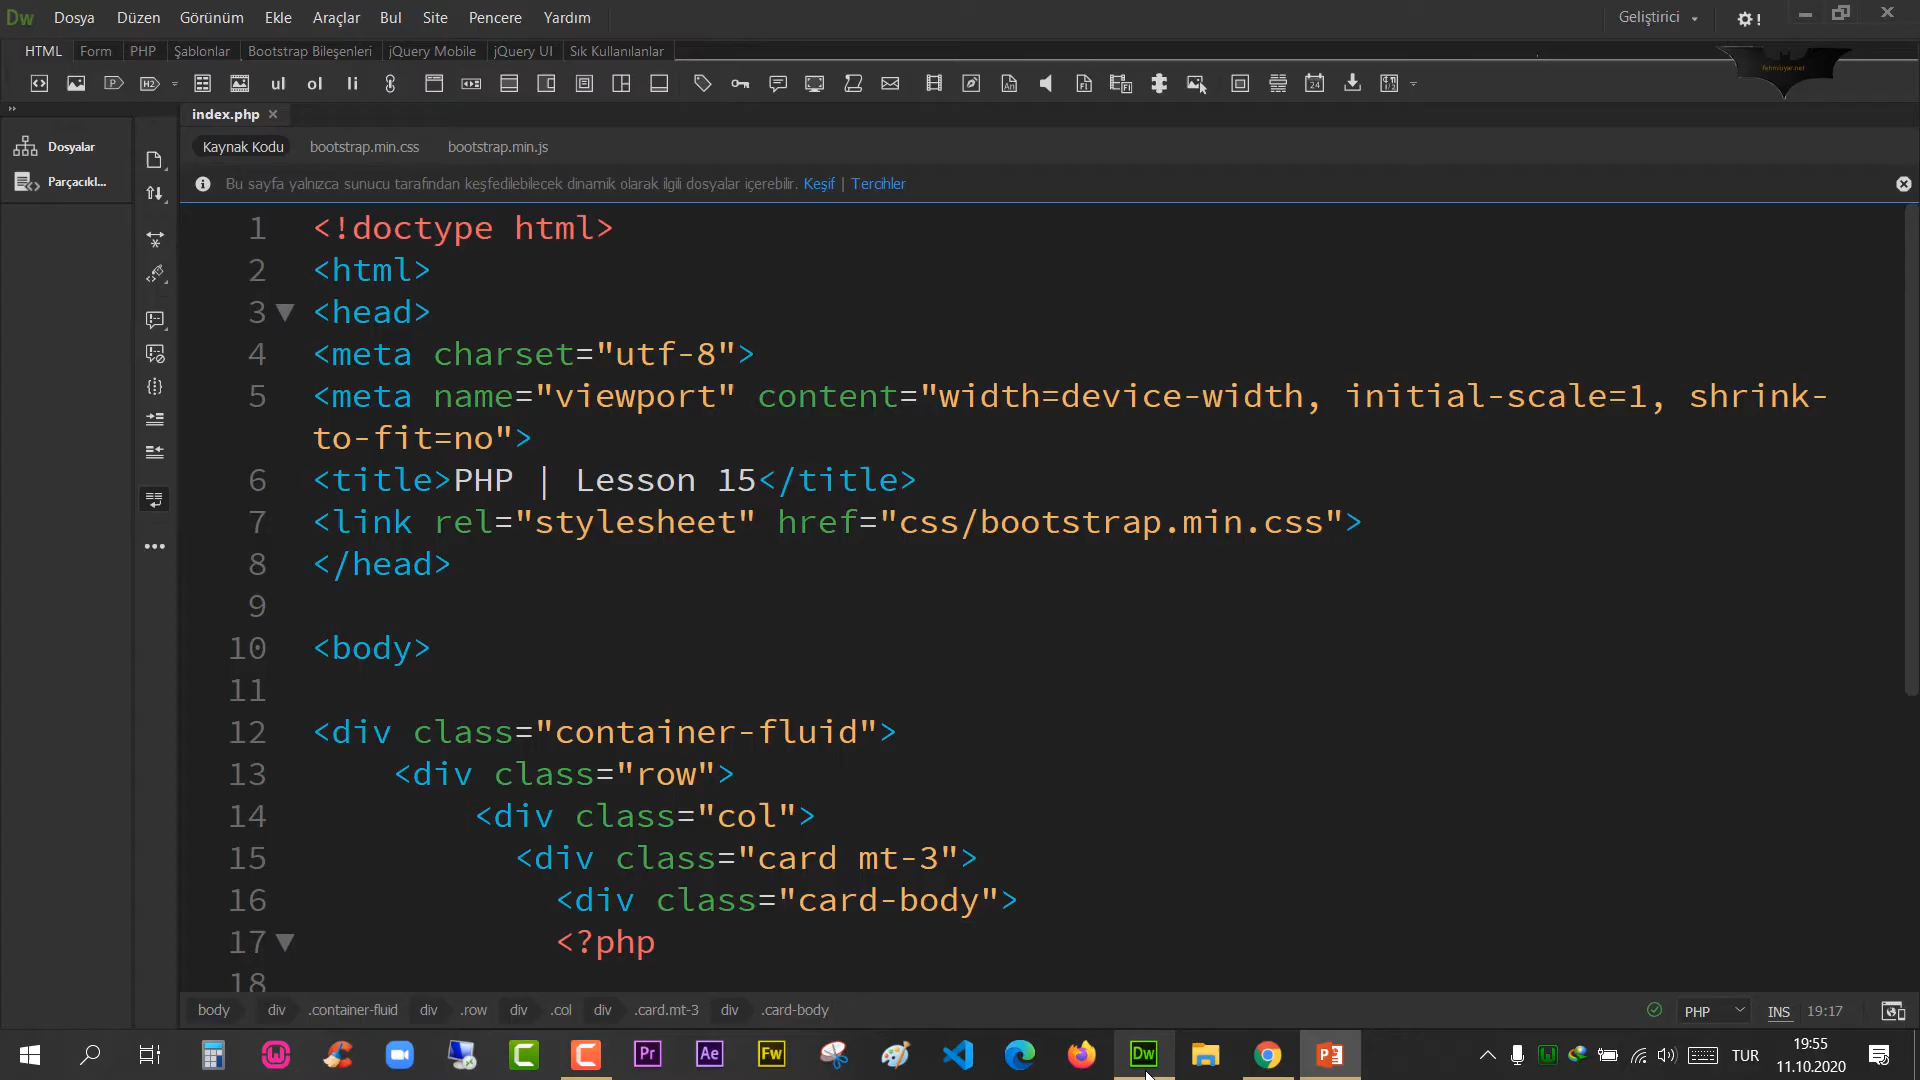 Dw Dosya Düzen Görünüm Ekle Araçlar Bul Site Pencere Yardım Geliştirici !
HTML Form PHP Şablonlar Bootstrap Bileşenleri jQuery Mobile jQuery UI Sık Kullanılanlar
ul ol li
index.php ×
Dosyalar
Parçacıkl...
Kaynak Kodu bootstrap.min.css bootstrap.min.js
Bu sayfa yalnızca sunucu tarafından keşfedilebilecek dinamik olarak ilgili dosyalar içerebilir. Keşif | Tercihler
1 <!doctype html>
2 <html>
3 <head>
4 <meta charset="utf-8">
5 <meta name="viewport" content="width=device-width, initial-scale=1, shrink-
to-fit=no">
6 <title>PHP | Lesson 15</title>
7 <link rel="stylesheet" href="css/bootstrap.min.css">
8 </head>
9
10 <body>
11
12 <div class="container-fluid">
13 <div class="row">
14 <div class="col">
15 <div class="card mt-3">
16 <div class="card-body">
17 <?php
18
body div .container-fluid div .row div .col div .card.mt-3 div .card-body PHP INS 19:17
Pr Ae Fw Dw TUR 19:55
11.10.2020